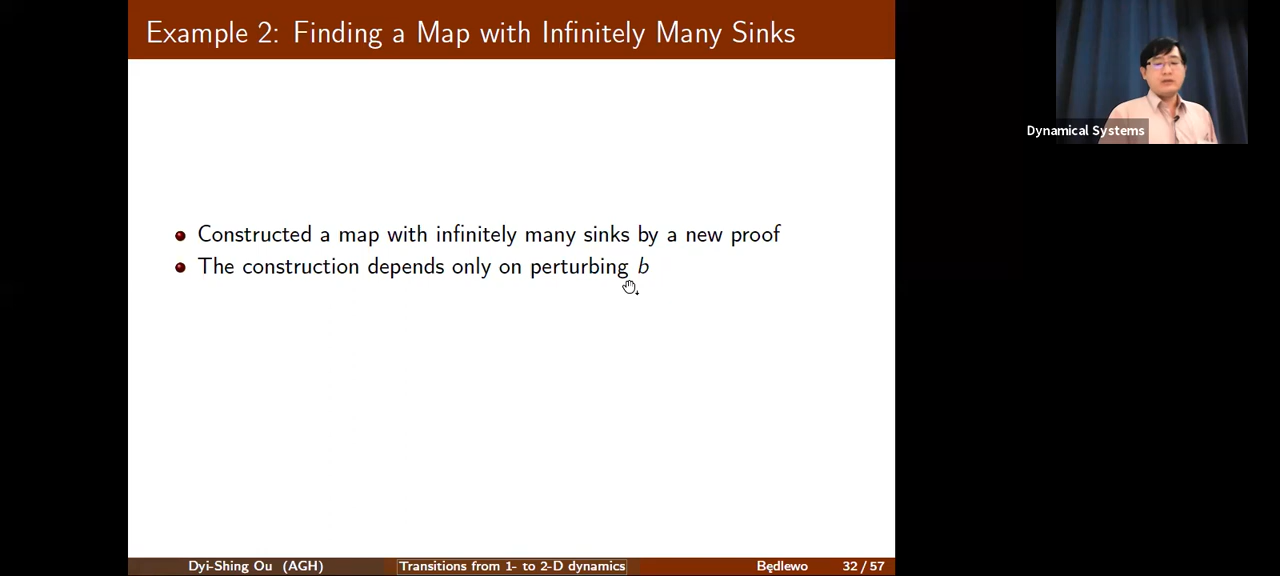 Example 2: Finding a Map with Infinitely Many Sinks
Dynamical Systems
Constructed a map with infinitely many sinks by a new proof
The construction depends only on perturbing b
Dyi-Shing Ou (AGH) Transitions from 1- to 2-D dynamics Będlewo 32 / 57